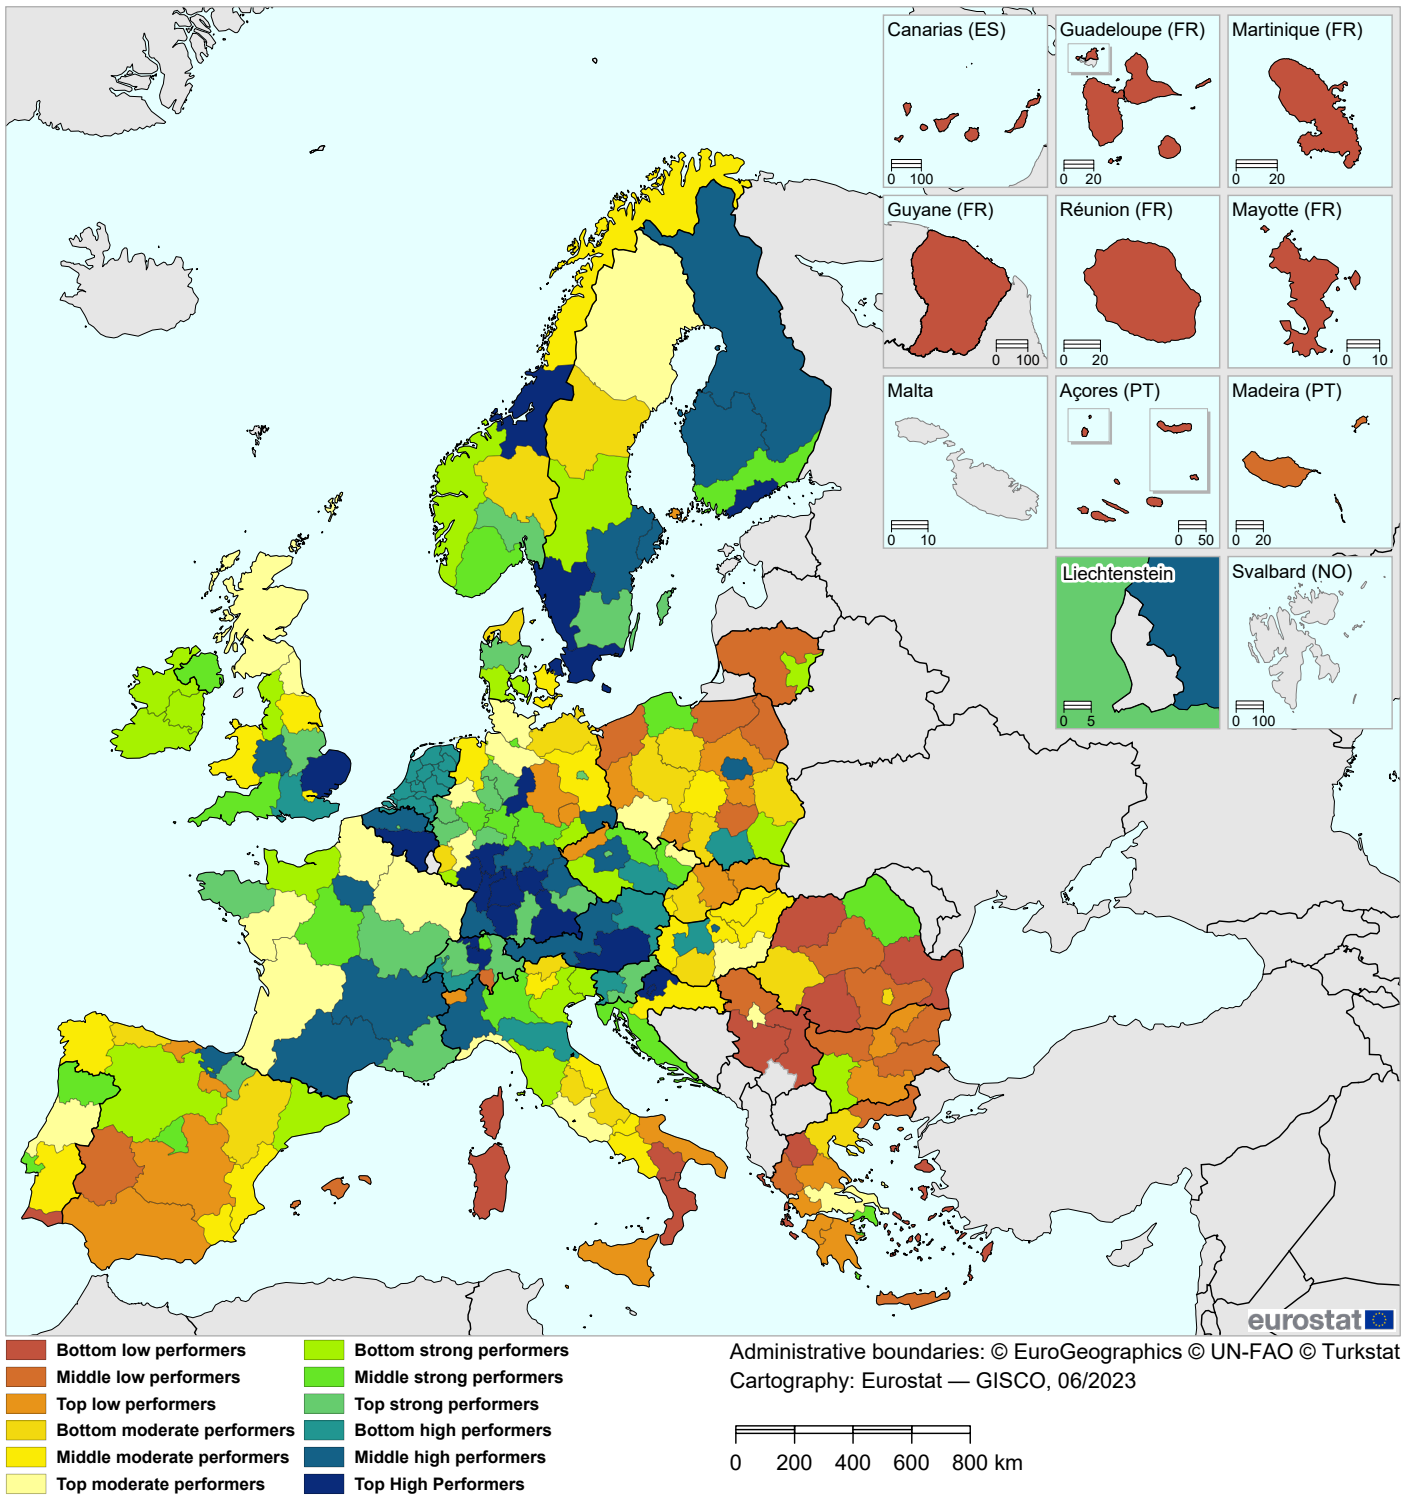 Canarias (ES)
0 100
Guadeloupe (FR)
0 20
Martinique (FR)
0 20
Guyane (FR)
0 100
Réunion (FR)
0 20
Mayotte (FR)
0 10
Malta
0 10
Açores (PT)
0 50
Madeira (PT)
0 20
Liechtenstein
0 5
Svalbard (NO)
0 100
eurostat
Bottom low performers
Middle low performers
Top low performers
Bottom moderate performers
Middle moderate performers
Top moderate performers
Bottom strong performers
Middle strong performers
Top strong performers
Bottom high performers
Middle high performers
Top High Performers
Administrative boundaries: © EuroGeographics © UN-FAO © Turkstat
Cartography: Eurostat — GISCO, 06/2023
0 200 400 600 800 km